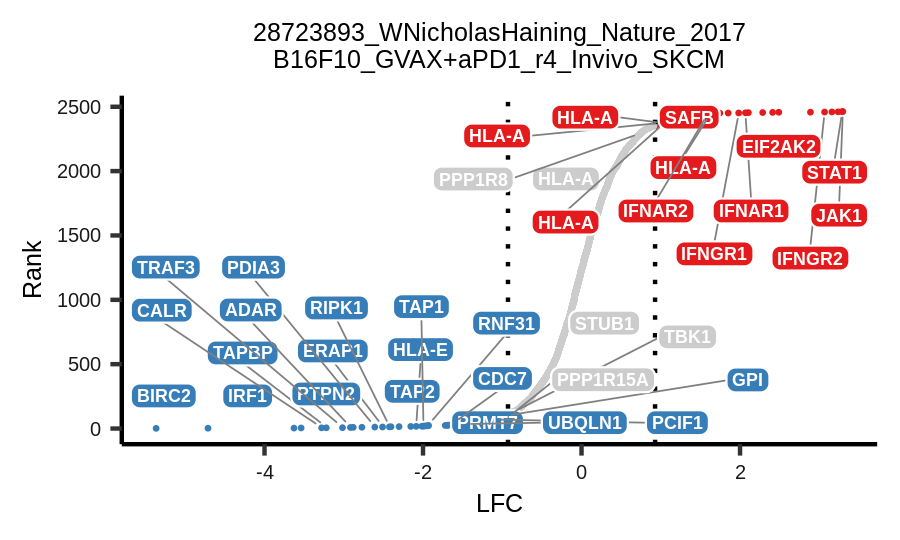 28723893_WNicholasHaining_Nature_2017
B16F10_GVAX+aPD1_r4_Invivo_SKCM
Rank
2500
2000
1500
1000
500
0
HLA-A
SAFB
HLA-A
EIF2AK2
PPP1R8
HLA-A
HLA-A
STAT1
HLA-A
IFNAR2
IFNAR1
JAK1
IFNGR1
IFNGR2
TRAF3
PDIA3
CALR
ADAR
RIPK1
TAP1
RNF31
STUB1
TBK1
TAPBP
ERAP1
HLA-E
CDC7
PPP1R15A
GPI
BIRC2
IRF1
PTPN2
TAP2
PRMT7
UBQLN1
PCIF1
-4
-2
0
2
LFC